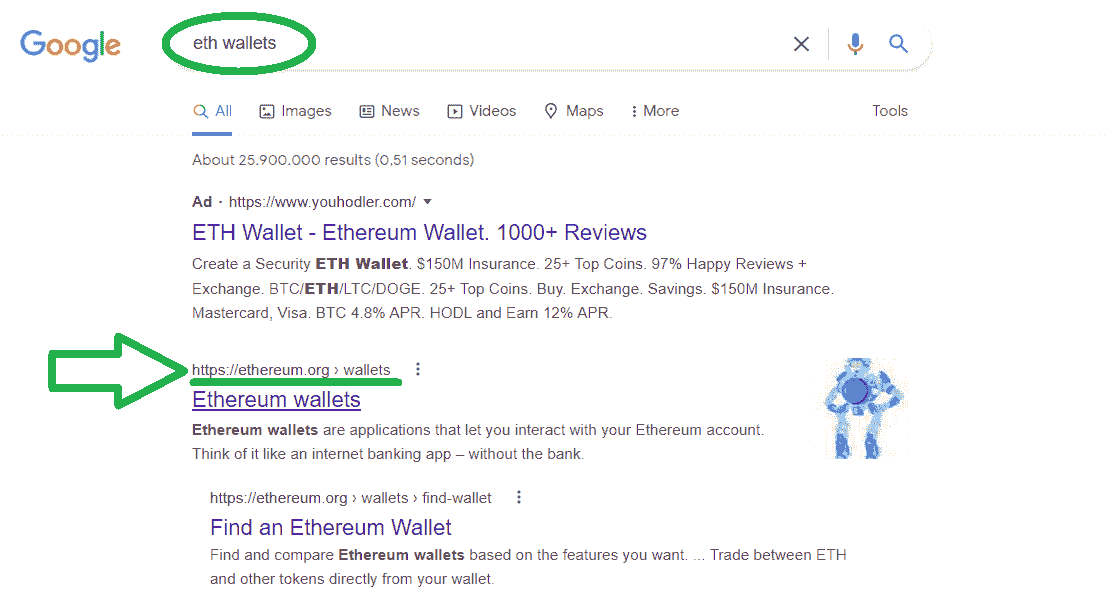 Google
eth wallets
All Images News Videos Maps More Tools
About 25.900.000 results (0,51 seconds)
Ad · https://www.youhodler.com/
ETH Wallet - Ethereum Wallet. 1000+ Reviews
Create a Security ETH Wallet. $150M Insurance. 25+ Top Coins. 97% Happy Reviews +
Exchange. BTC/ETH/LTC/DOGE. 25+ Top Coins. Buy. Exchange. Savings. $150M Insurance.
Mastercard, Visa. BTC 4.8% APR. HODL and Earn 12% APR.
https://ethereum.org › wallets
Ethereum wallets
Ethereum wallets are applications that let you interact with your Ethereum account.
Think of it like an internet banking app – without the bank.
https://ethereum.org › wallets › find-wallet
Find an Ethereum Wallet
Find and compare Ethereum wallets based on the features you want. ... Trade between ETH
and other tokens directly from your wallet.